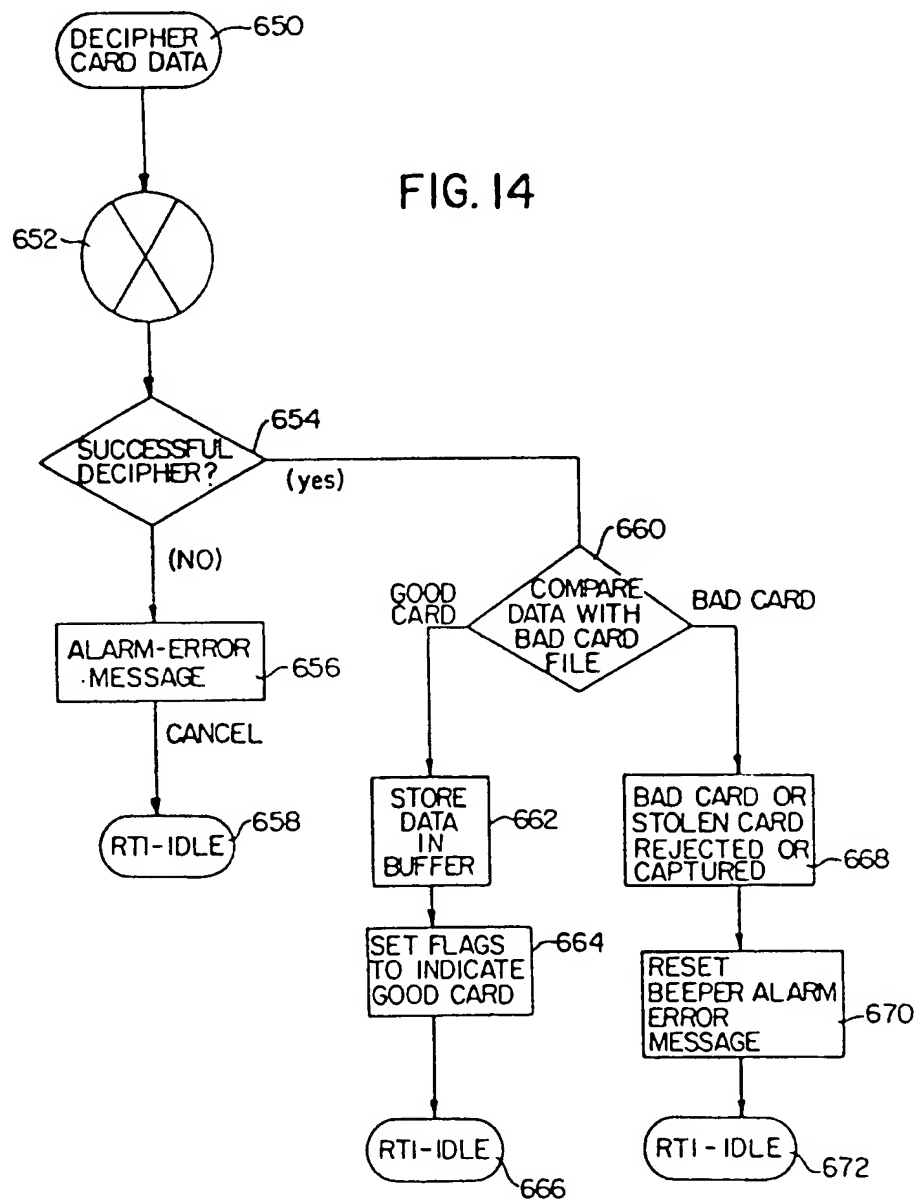 DECIPHER
CARD DATA
650
FIG. 14
652
SUCCESSFUL
DECIPHER?
654
(yes)
(NO)
660
COMPARE
DATA WITH
BAD CARD
FILE
GOOD
CARD
BAD CARD
ALARM-ERROR
MESSAGE
656
CANCEL
RTI-IDLE
658
STORE
DATA
IN
BUFFER
662
BAD CARD OR
STOLEN CARD
REJECTED OR
CAPTURED
668
SET FLAGS
TO INDICATE
GOOD CARD
664
RESET
BEEPER ALARM
ERROR
MESSAGE
670
RTI-IDLE
666
RTI-IDLE
672